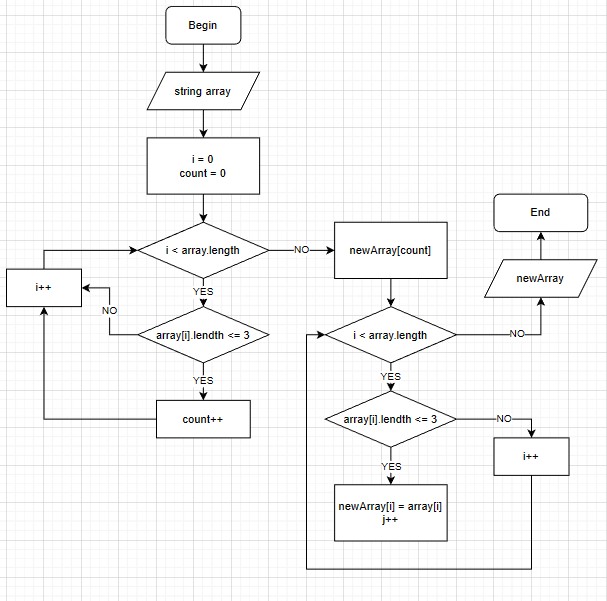 Begin
string array
i = 0
count = 0
i < array.length
NO
newArray[count]
End
i++
YES
newArray
NO
array[i].lendth <= 3
i < array.length
NO
YES
YES
count++
array[i].lendth <= 3
NO
i++
YES
newArray[i] = array[i]
j++